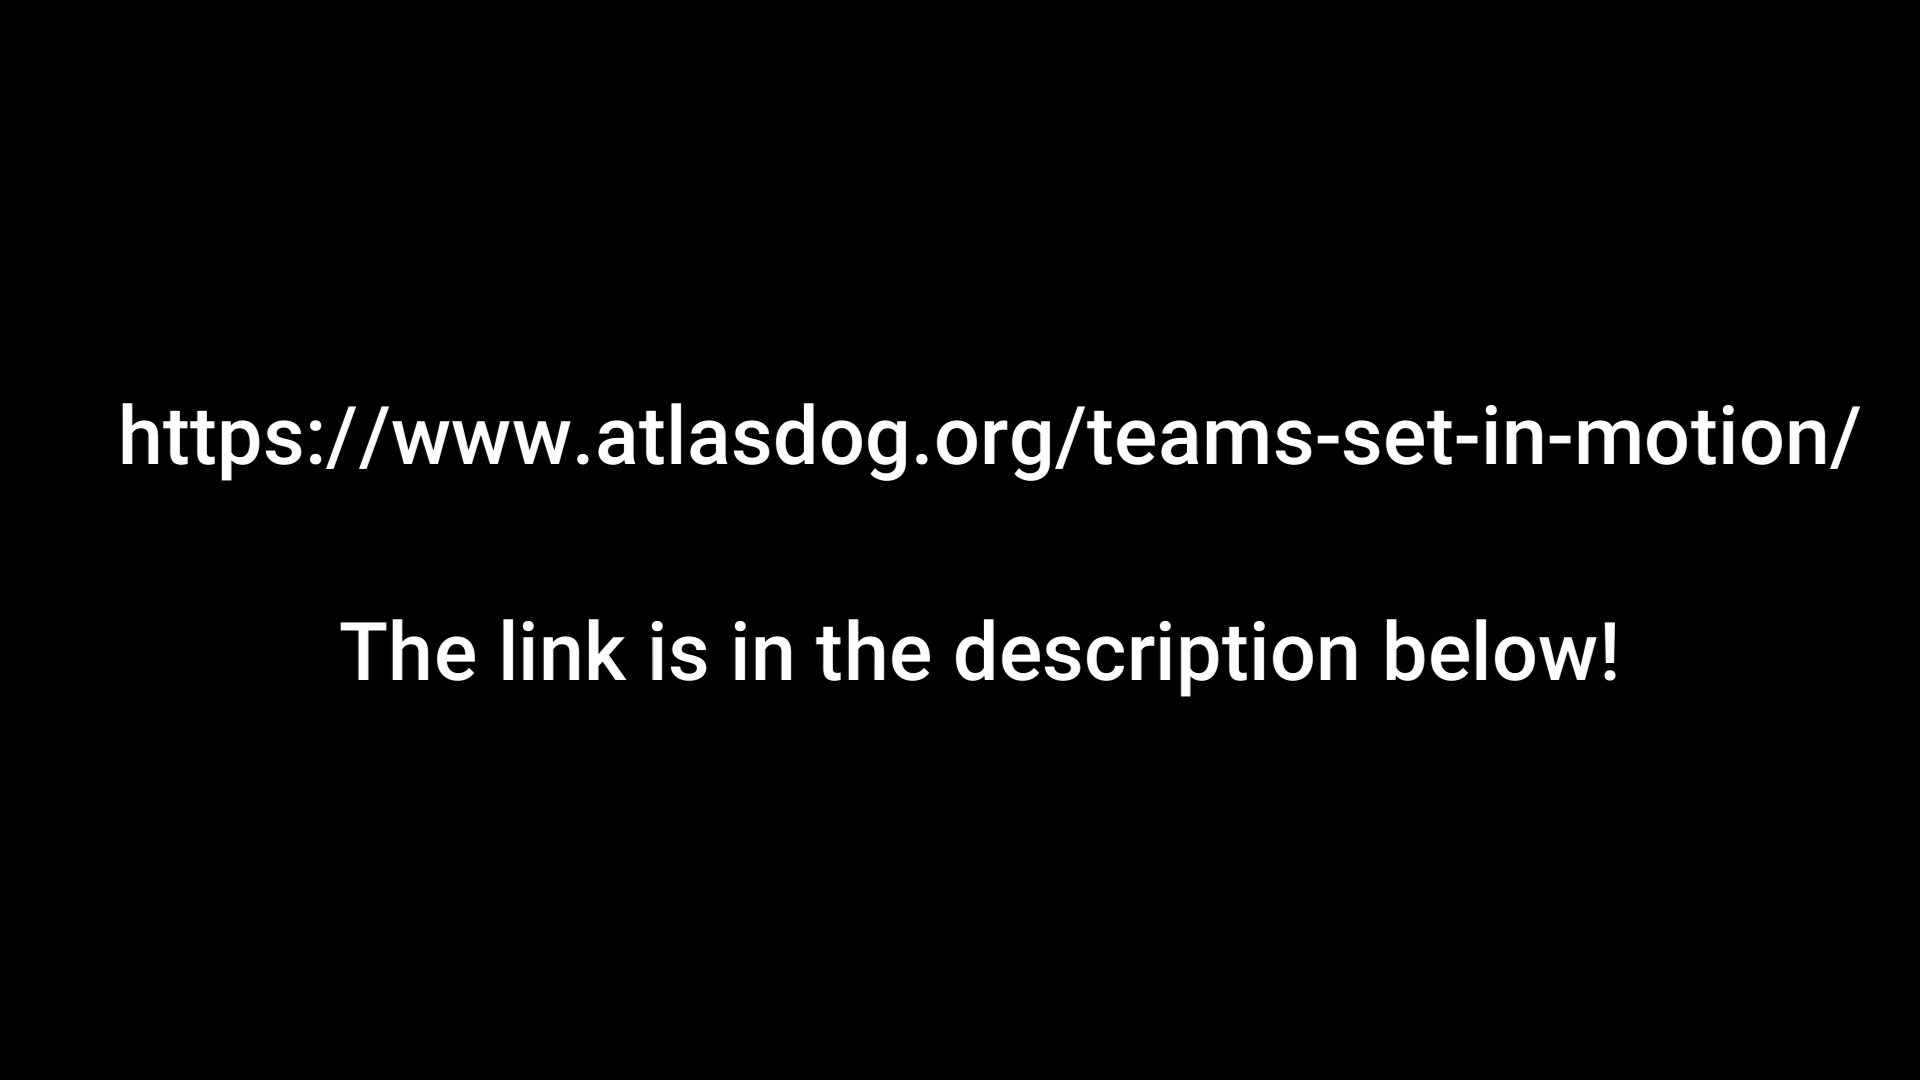 https://www.atlasdog.org/teams-set-in-motion/
The link is in the description below!